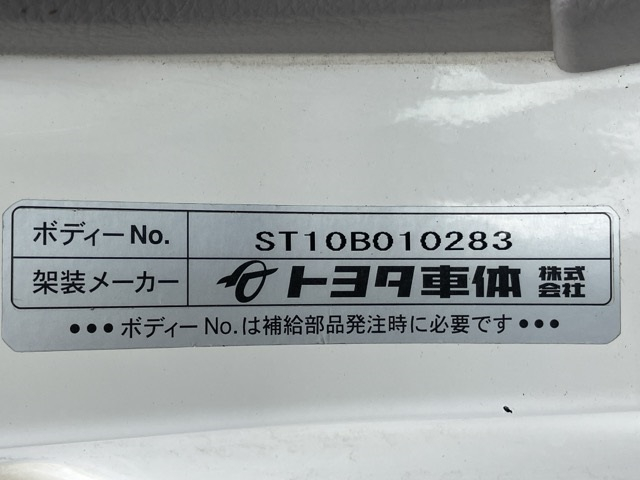 ボディーNo. ST10B010283
架装メーカー トヨタ車体 株式会社
●●● ボディーNo.は補給部品発注時に必要です ●●●